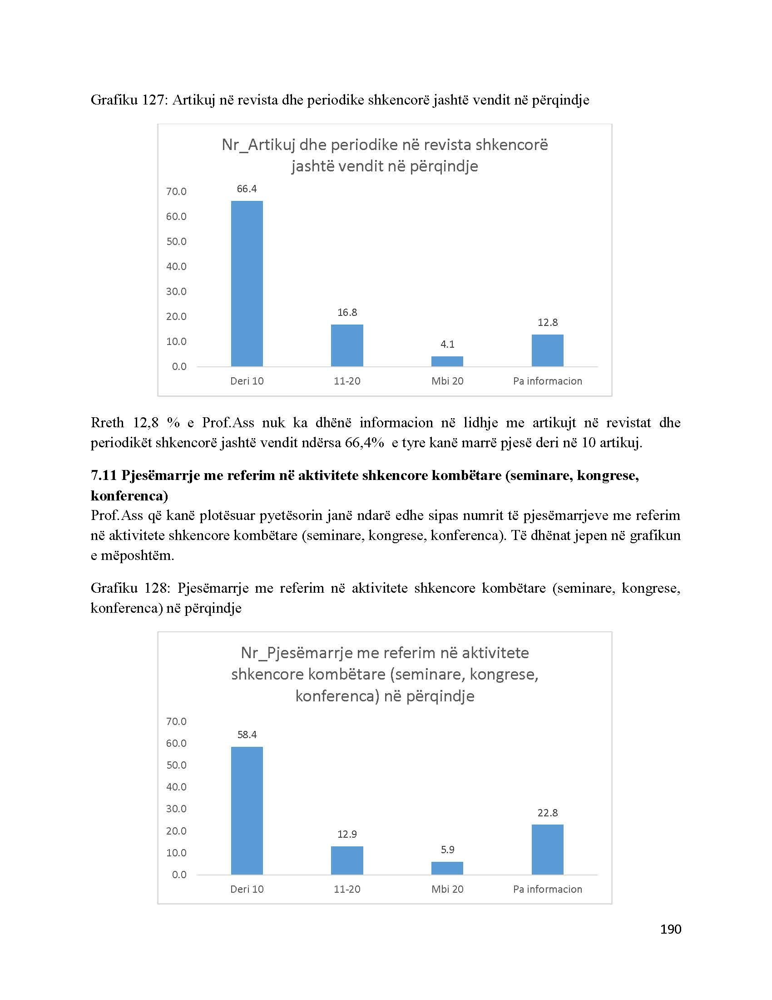 Grafiku 127: Artikuj në revista dhe periodike shkencorë jashtë vendit në përqindje
Nr_Artikuj dhe periodike në revista shkencorë
jashtë vendit në përqindje
70.0
60.0
50.0
40.0
30.0
20.0
10.0
0.0
66.4
16.8
4.1
12.8
Deri 10
11-20
Mbi 20
Pa informacion
Rreth 12,8 % e Prof.Ass nuk ka dhënë informacion në lidhje me artikujt në revistat dhe
periodikët shkencorë jashtë vendit ndërsa 66,4% e tyre kanë marrë pjesë deri në 10 artikuj.
7.11 Pjesëmarrje me referim në aktivitete shkencore kombëtare (seminare, kongrese,
konferenca)
Prof.Ass që kanë plotësuar pyetësorin janë ndarë edhe sipas numrit të pjesëmarrjeve me referim
në aktivitete shkencore kombëtare (seminare, kongrese, konferenca). Të dhënat jepen në grafikun
e mëposhtëm.
Grafiku 128: Pjesëmarrje me referim në aktivitete shkencore kombëtare (seminare, kongrese,
konferenca) në përqindje
Nr_Pjesëmarrje me referim në aktivitete
shkencore kombëtare (seminare, kongrese,
konferenca) në përqindje
70.0
60.0
50.0
40.0
30.0
20.0
10.0
0.0
58.4
12.9
5.9
22.8
Deri 10
11-20
Mbi 20
Pa informacion
190